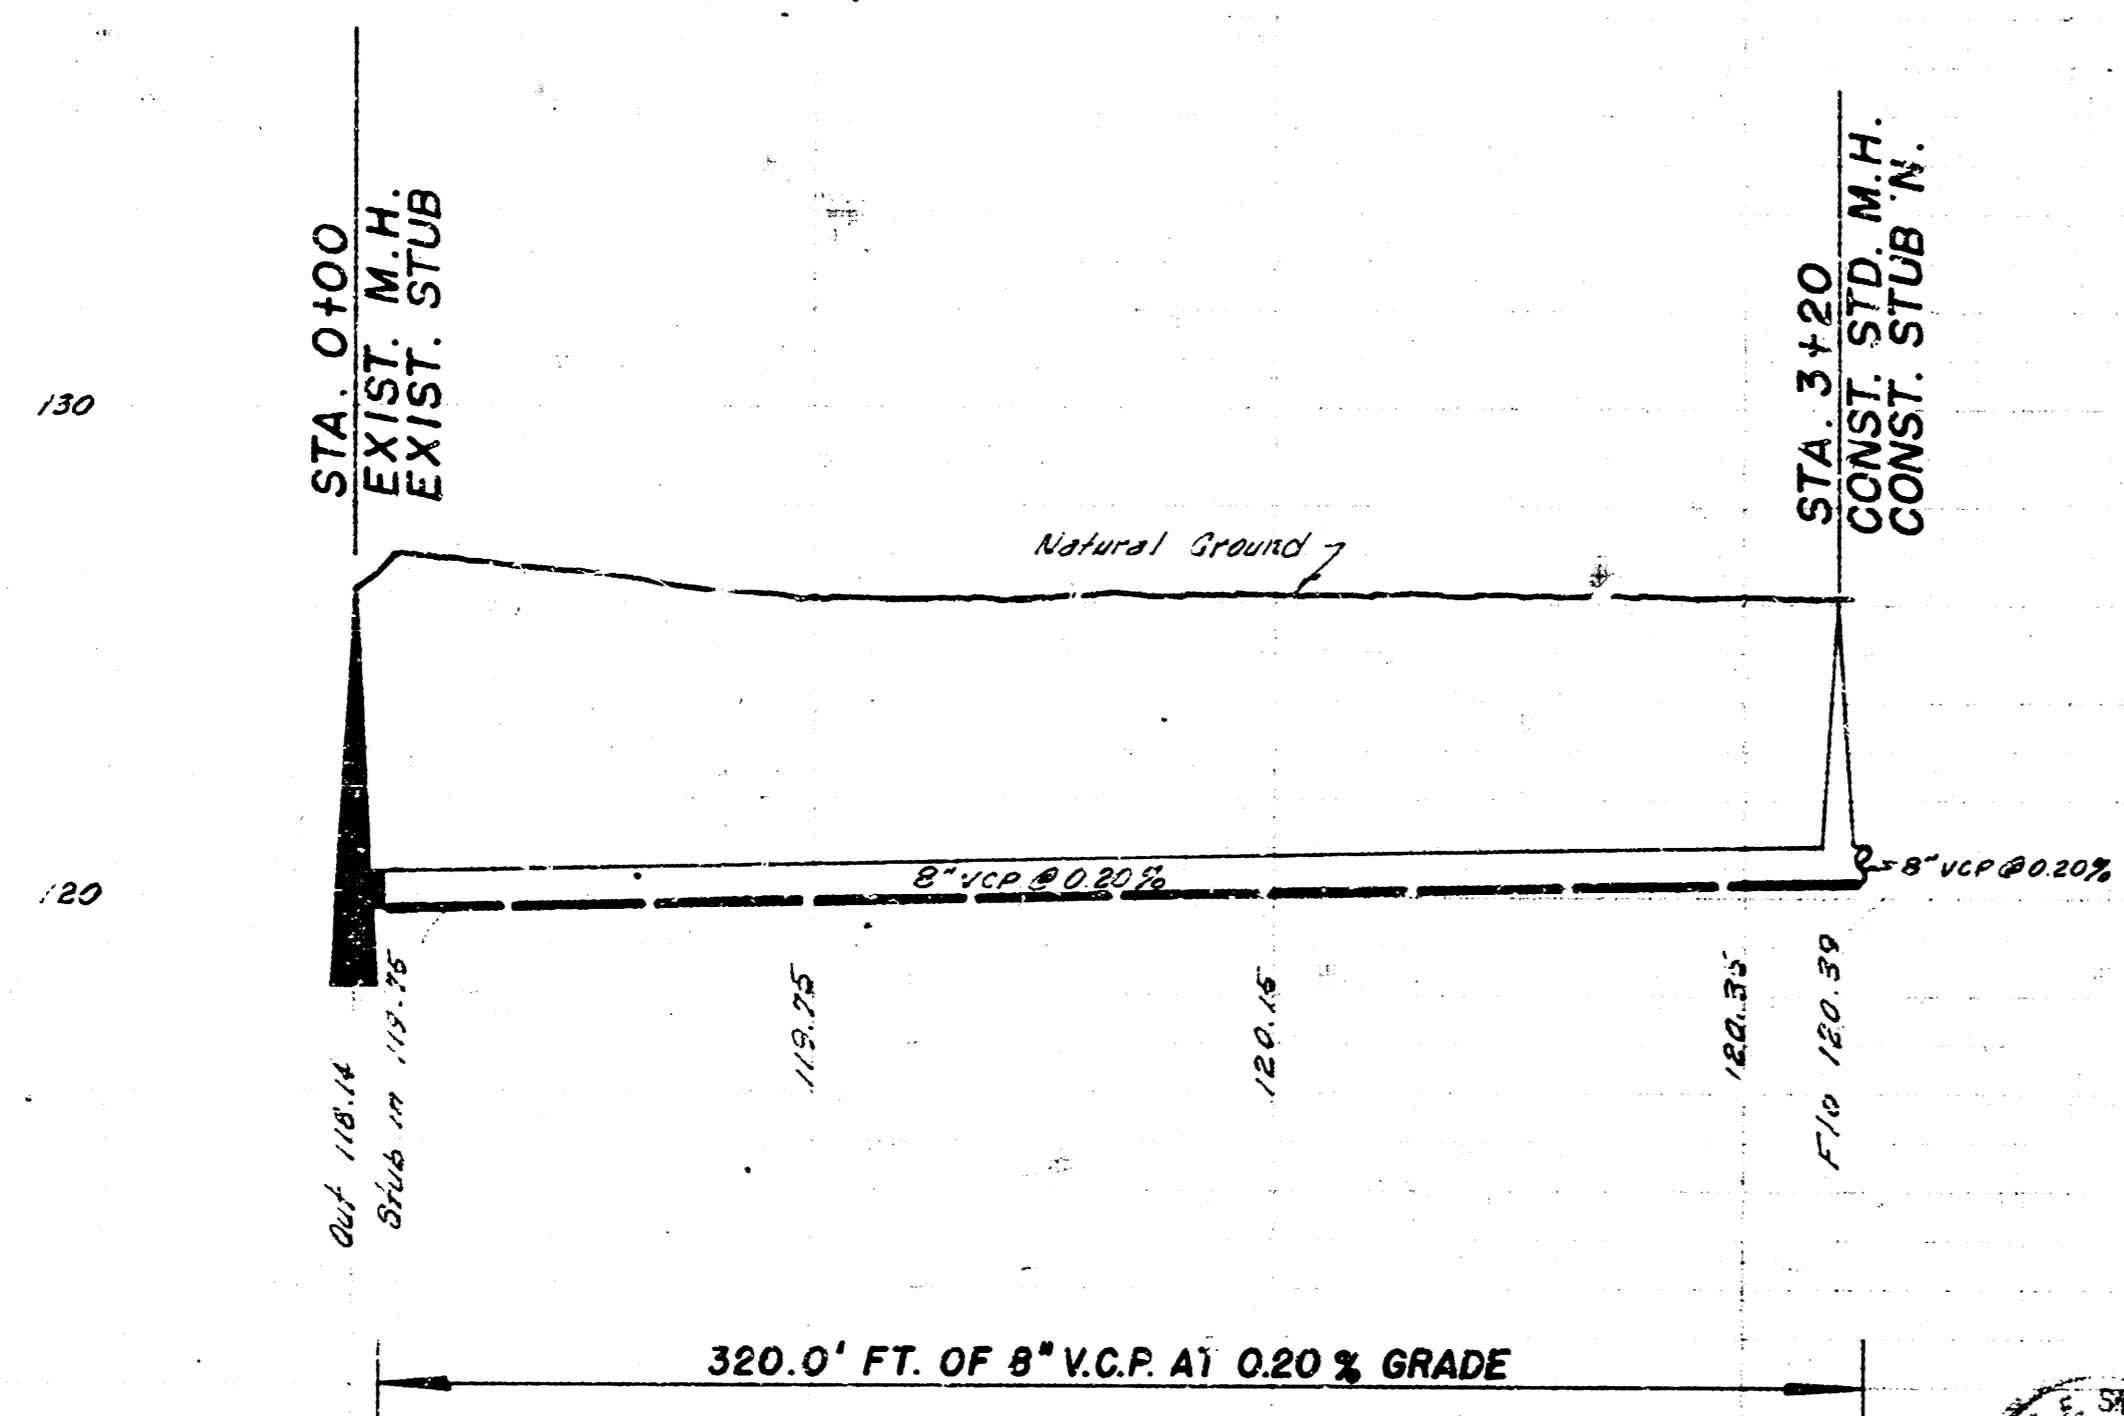 STA. 0+00
EXIST. M.H.
EXIST. STUB
STA. 3+20
CONST. STD. M.H.
CONST. STUB N.
130
Natural Ground
120
8" VCP @ 0.20%
8" VCP @ 0.20%
Out 118.14
Stub in 119.75
119.95
120.15
120.35
Flo 120.39
320.0' FT. OF 8" V.C.P. AT 0.20 % GRADE